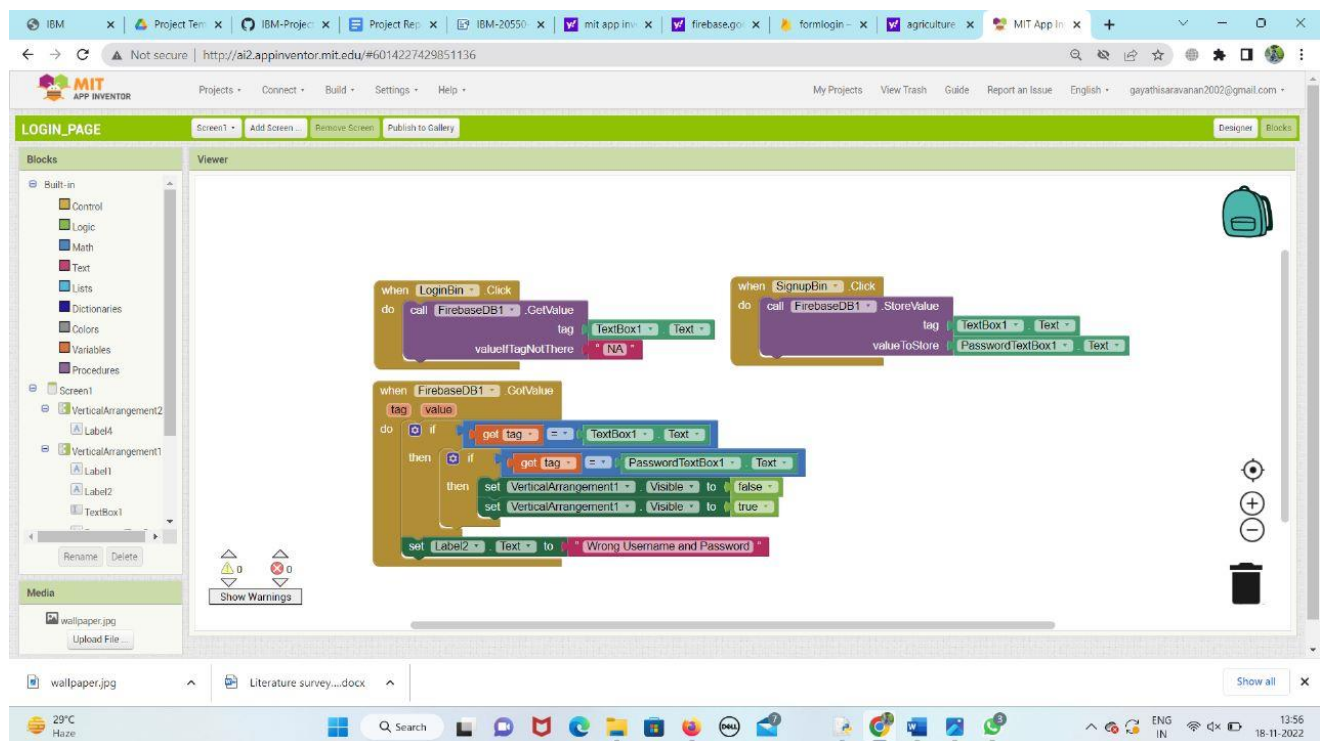 IBM
Project Tem
IBM-Projec
Project Rep
IBM-20550-
mit app inv
firebase.go
formlogin –
agriculture
MIT App In
Not secure | http://ai2.appinventor.mit.edu/#6014227429851136
MIT
APP INVENTOR
Projects
Connect
Build
Settings
Help
My Projects
View Trash
Guide
Report an Issue
English
gayathisaravanan2002@gmail.com
LOGIN_PAGE
Screen1
Add Screen ...
Remove Screen
Publish to Gallery
Designer
Blocks
Blocks
Viewer
Built-in
Control
Logic
Math
Text
Lists
Dictionaries
Colors
Variables
Procedures
Screen1
VerticalArrangement2
Label4
VerticalArrangement1
Label1
Label2
TextBox1
Rename Delete
Media
wallpaper.jpg
Upload File ...
when LoginBin .Click
do call FirebaseDB1 .GetValue
tag TextBox1 . Text
valueIfTagNotThere " NA "
when SignupBin .Click
do call FirebaseDB1 .StoreValue
tag TextBox1 . Text
valueToStore PasswordTextBox1 . Text
when FirebaseDB1 .GotValue
tag value
do if get tag = TextBox1 . Text
then if get tag = PasswordTextBox1 . Text
then set VerticalArrangement1 . Visible to false
set VerticalArrangement1 . Visible to true
set Label2 . Text to " Wrong Username and Password "
0 0
Show Warnings
wallpaper.jpg
Literature survey....docx
Show all
29°C
Haze
Search
DELL
ENG
IN
13:56
18-11-2022